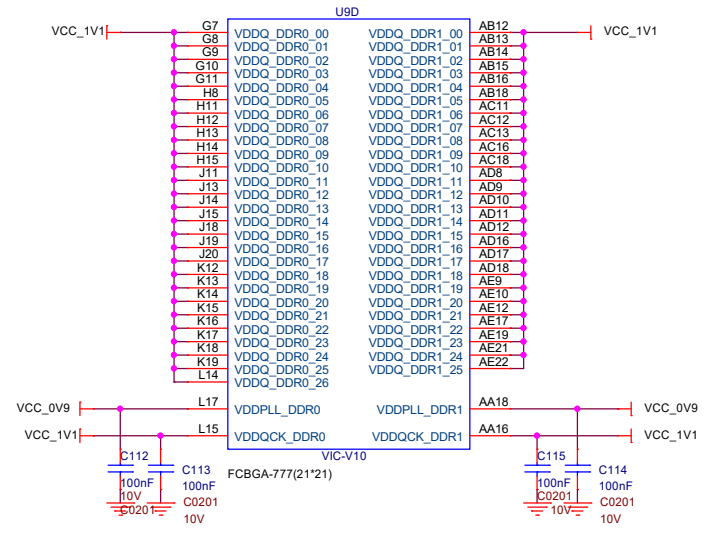 U9D
VCC_1V1 G7 VDDQ_DDR0_00 VDDQ_DDR1_00 AB12 VCC_1V1
G8 VDDQ_DDR0_01 VDDQ_DDR1_01 AB13
G9 VDDQ_DDR0_02 VDDQ_DDR1_02 AB14
G10 VDDQ_DDR0_03 VDDQ_DDR1_03 AB15
G11 VDDQ_DDR0_04 VDDQ_DDR1_04 AB16
H8 VDDQ_DDR0_05 VDDQ_DDR1_05 AB18
H11 VDDQ_DDR0_06 VDDQ_DDR1_06 AC11
H12 VDDQ_DDR0_07 VDDQ_DDR1_07 AC12
H13 VDDQ_DDR0_08 VDDQ_DDR1_08 AC13
H14 VDDQ_DDR0_09 VDDQ_DDR1_09 AC16
H15 VDDQ_DDR0_10 VDDQ_DDR1_10 AC18
J11 VDDQ_DDR0_11 VDDQ_DDR1_11 AD8
J13 VDDQ_DDR0_12 VDDQ_DDR1_12 AD9
J14 VDDQ_DDR0_13 VDDQ_DDR1_13 AD10
J15 VDDQ_DDR0_14 VDDQ_DDR1_14 AD11
J18 VDDQ_DDR0_15 VDDQ_DDR1_15 AD12
J19 VDDQ_DDR0_16 VDDQ_DDR1_16 AD16
J20 VDDQ_DDR0_17 VDDQ_DDR1_17 AD17
K12 VDDQ_DDR0_18 VDDQ_DDR1_18 AD18
K13 VDDQ_DDR0_19 VDDQ_DDR1_19 AE9
K14 VDDQ_DDR0_20 VDDQ_DDR1_20 AE10
K15 VDDQ_DDR0_21 VDDQ_DDR1_21 AE12
K16 VDDQ_DDR0_22 VDDQ_DDR1_22 AE17
K17 VDDQ_DDR0_23 VDDQ_DDR1_23 AE19
K18 VDDQ_DDR0_24 VDDQ_DDR1_24 AE21
K19 VDDQ_DDR0_25 VDDQ_DDR1_25 AE22
L14 VDDQ_DDR0_26
VCC_0V9 L17 VDDPLL_DDR0 VDDPLL_DDR1 AA18 VCC_0V9
VCC_1V1 L15 VDDQCK_DDR0 VDDQCK_DDR1 AA16 VCC_1V1
VIC-V10
FCBGA-777(21*21)
C112
100nF
10V
C0201
C113
100nF
C0201
10V
C115
100nF
C0201
10V
C114
100nF
C0201
10V